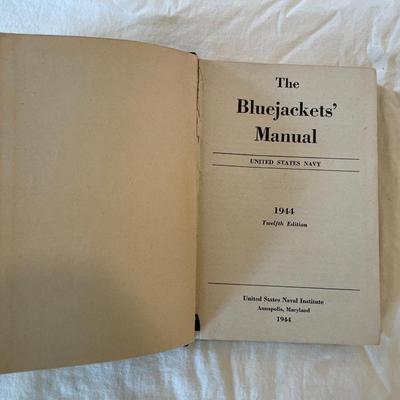 The
Bluejackets’
Manual
UNITED STATES NAVY
1944
Twelfth Edition
United States Naval Institute
Annapolis, Maryland
1944